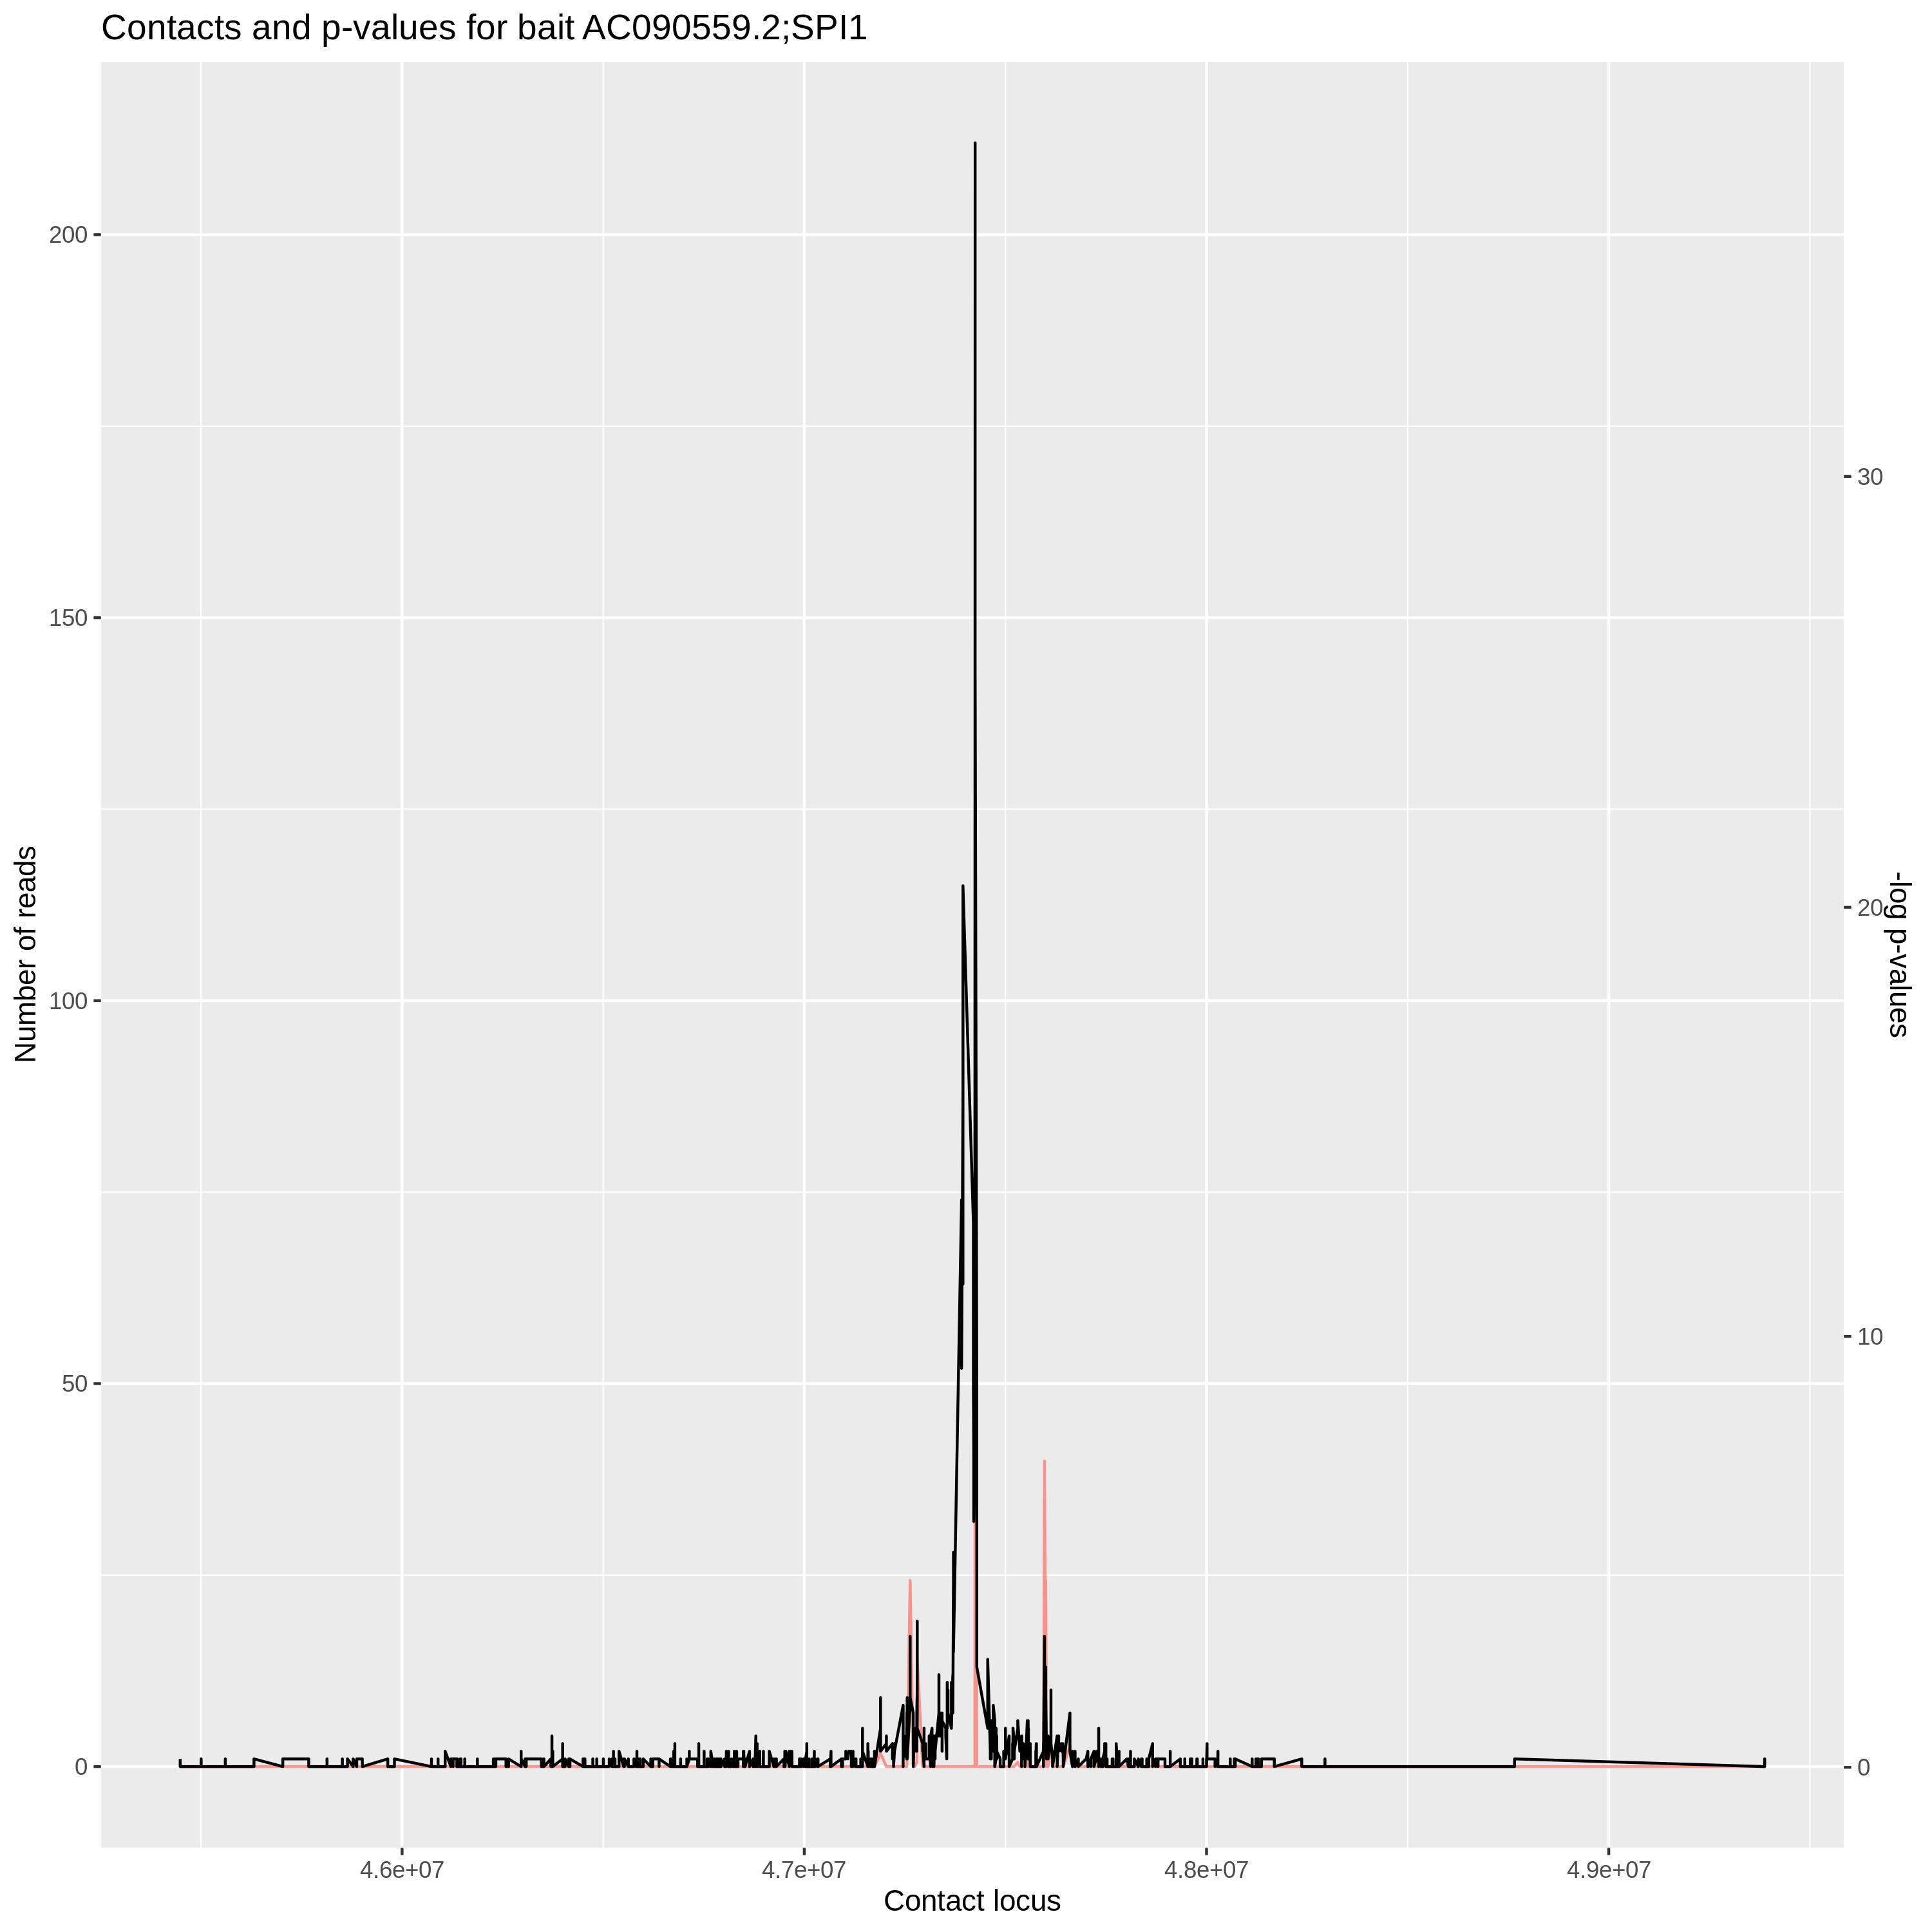 Contacts and p-values for bait AC090559.2;SPI1
Number of reads
200
150
100
50
0
30
20
10
0
-log p-values
4.6e+07
4.7e+07
4.8e+07
4.9e+07
Contact locus